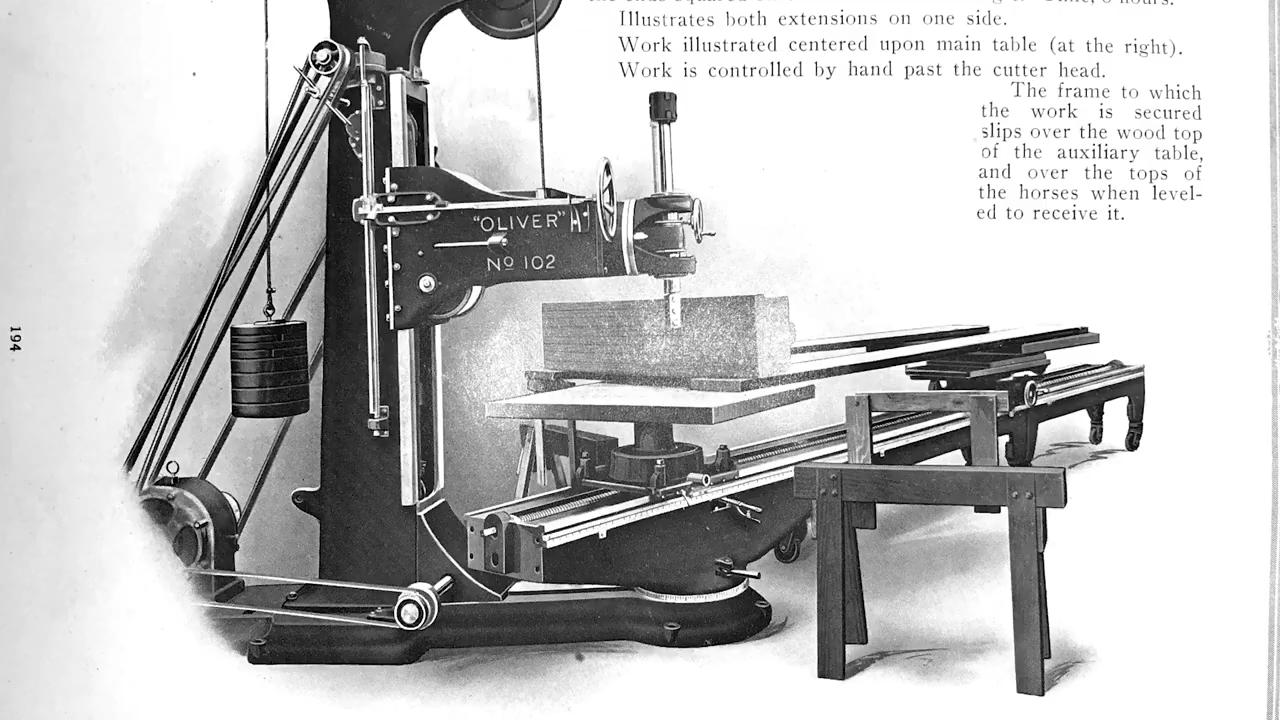 Illustrates both extensions on one side.
Work illustrated centered upon main table (at the right).
Work is controlled by hand past the cutter head.
The frame to which
the work is secured
slips over the wood top
of the auxiliary table,
and over the tops of
the horses when level-
ed to receive it.
"OLIVER"
Nº 102
194